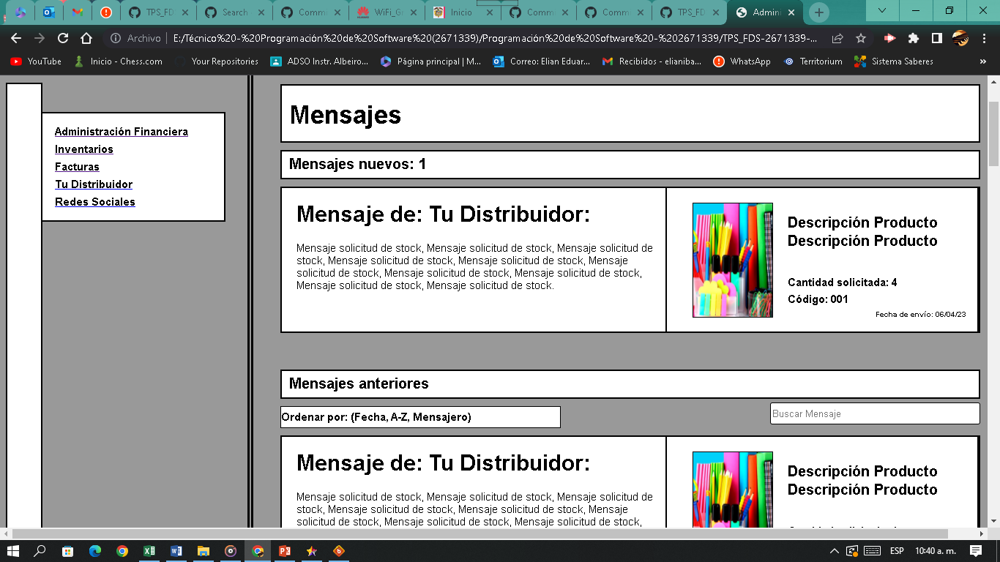 TPS_FD
Search
Comm
WiFi_G
Inicio
Comm
Comm
TPS_FD
Admini
Archivo
E:/Técnico%20-%20Programación%20de%20Software%20(2671339)/Programación%20de%20Software%20-%202671339/TPS_FDS-2671339-...
YouTube
Inicio - Chess.com
Your Repositories
ADSO Instr. Albeiro...
Página principal | M...
Correo: Elian Eduar...
Recibidos - elianiba...
WhatsApp
Territorium
Sistema Saberes
»
Administración Financiera
Inventarios
Facturas
Tu Distribuidor
Redes Sociales
Mensajes
Mensajes nuevos: 1
Mensaje de: Tu Distribuidor:
Mensaje solicitud de stock, Mensaje solicitud de stock, Mensaje solicitud de
stock, Mensaje solicitud de stock, Mensaje solicitud de stock, Mensaje
solicitud de stock, Mensaje solicitud de stock, Mensaje solicitud de stock,
Mensaje solicitud de stock, Mensaje solicitud de stock.
Descripción Producto
Descripción Producto
Cantidad solicitada: 4
Código: 001
Fecha de envío: 06/04/23
Mensajes anteriores
Ordenar por: (Fecha, A-Z, Mensajero)
Buscar Mensaje
Mensaje de: Tu Distribuidor:
Mensaje solicitud de stock, Mensaje solicitud de stock, Mensaje solicitud de
stock, Mensaje solicitud de stock, Mensaje solicitud de stock, Mensaje
solicitud de stock, Mensaje solicitud de stock, Mensaje solicitud de stock,
Descripción Producto
Descripción Producto
ESP
10:40 a. m.